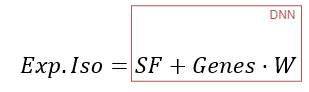 DNN
Exp.Iso = SF + Genes · W